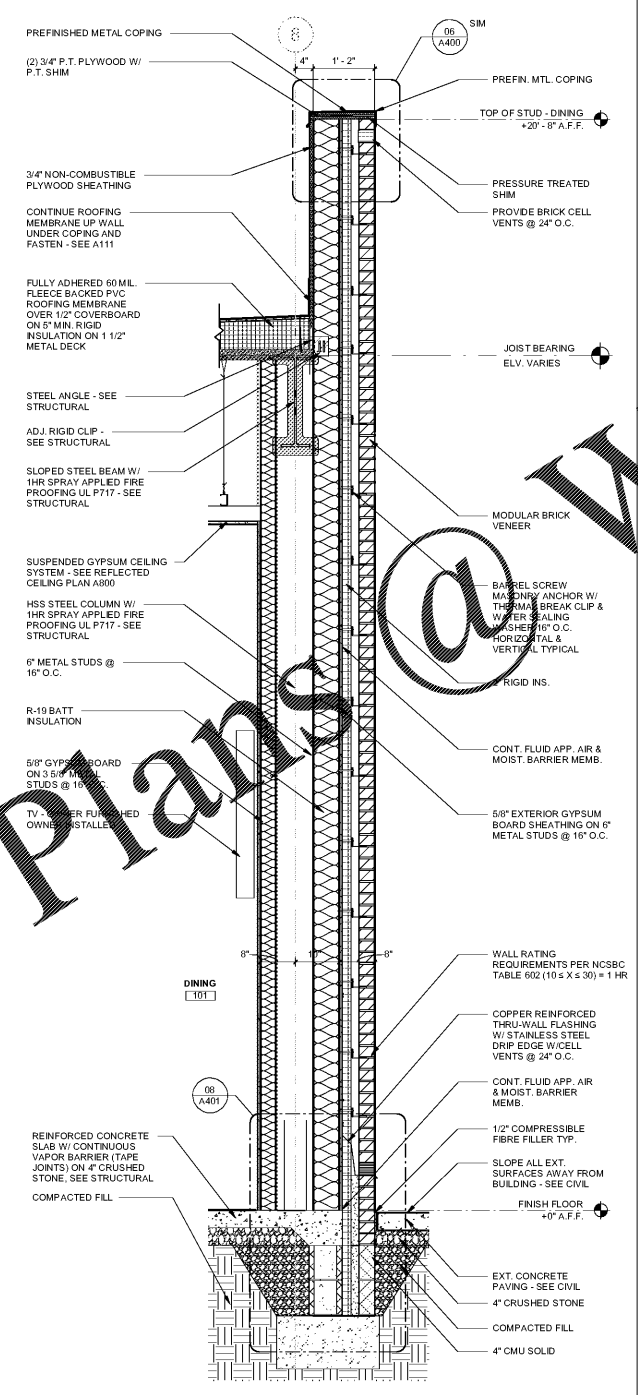 PREFINISHED METAL COPING
(2) 3/4" P.T. PLYWOOD W/
P.T. SHIM
3/4" NON-COMBUSTIBLE
PLYWOOD SHEATHING
CONTINUE ROOFING
MEMBRANE UP WALL
UNDER COPING AND
FASTEN - SEE A111
FULLY ADHERED 60 MIL.
FLEECE BACKED PVC
ROOFING MEMBRANE
OVER 1/2" COVERBOARD
ON 5" MIN. RIGID
INSULATION ON 1 1/2"
METAL DECK
STEEL ANGLE - SEE
STRUCTURAL
ADJ. RIGID CLIP -
SEE STRUCTURAL
SLOPED STEEL BEAM W/
1HR SPRAY APPLIED FIRE
PROOFING UL P717 - SEE
STRUCTURAL
SUSPENDED GYPSUM CEILING
SYSTEM - SEE REFLECTED
CEILING PLAN A800
HSS STEEL COLUMN W/
1HR SPRAY APPLIED FIRE
PROOFING UL P717 - SEE
STRUCTURAL
6" METAL STUDS @
16" O.C.
R-19 BATT
INSULATION
5/8" GYPSUM BOARD
ON 3 5/8" METAL
STUDS @ 16" O.C.
TV - OWNER FURNISHED
OWNER INSTALLED
DINING
101
08
A401
REINFORCED CONCRETE
SLAB W/ CONTINUOUS
VAPOR BARRIER (TAPE
JOINTS) ON 4" CRUSHED
STONE, SEE STRUCTURAL
COMPACTED FILL
8
4" 1' - 2"
06
A400
SIM
8" 10" 8"
PREFIN. MTL. COPING
TOP OF STUD - DINING
+20' - 8" A.F.F.
PRESSURE TREATED
SHIM
PROVIDE BRICK CELL
VENTS @ 24" O.C.
JOIST BEARING
ELV. VARIES
MODULAR BRICK
VENEER
BARREL SCREW
MASONRY ANCHOR W/
THERMAL BREAK CLIP &
WATER SEALING
WASHER 16" O.C.
HORIZONTAL &
VERTICAL TYPICAL
RIGID INS.
CONT. FLUID APP. AIR &
MOIST. BARRIER MEMB.
5/8" EXTERIOR GYPSUM
BOARD SHEATHING ON 6"
METAL STUDS @ 16" O.C.
WALL RATING
REQUIREMENTS PER NCSBC
TABLE 602 (10 ≤ X ≤ 30) = 1 HR
COPPER REINFORCED
THRU-WALL FLASHING
W/ STAINLESS STEEL
DRIP EDGE W/CELL
VENTS @ 24" O.C.
CONT. FLUID APP. AIR
& MOIST. BARRIER
MEMB.
1/2" COMPRESSIBLE
FIBRE FILLER TYP.
SLOPE ALL EXT.
SURFACES AWAY FROM
BUILDING - SEE CIVIL
FINISH FLOOR
+0" A.F.F.
EXT. CONCRETE
PAVING - SEE CIVIL
4" CRUSHED STONE
COMPACTED FILL
4" CMU SOLID
Plans @ W